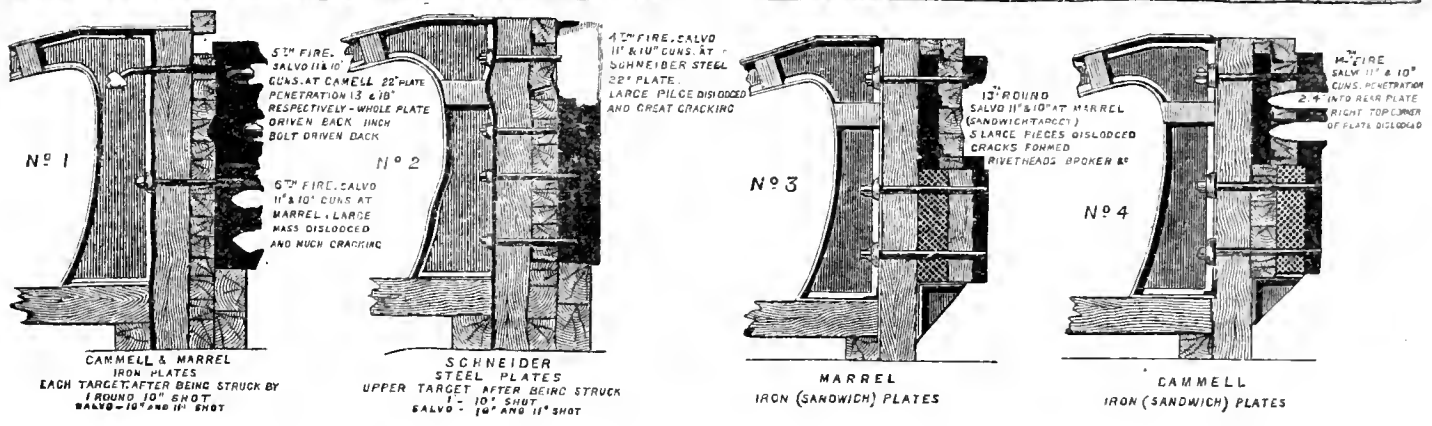 5TH FIRE.
SALVO 11 & 10"
GUNS. AT CAMELL 22" PLATE
PENETRATION 13 & 18"
RESPECTIVELY - WHOLE PLATE
DRIVEN BACK 1INCH
BOLT DRIVEN BACK
Nº 1
6TH FIRE. SALVO
11" & 10" GUNS AT
MARREL. LARGE
MASS DISLODGED
AND MUCH CRACKING
CAMMELL & MARREL
IRON PLATES
EACH TARGET. AFTER BEING STRUCK BY
1 ROUND 10" SHOT
SALVO - 10" AND 11" SHOT
4TH FIRE. SALVO
11" & 10" GUNS. AT
SCHNEIBER STEEL
22" PLATE.
LARGE PIECE DISLODGED
AND GREAT CRACKING
Nº 2
SCHNEIDER
STEEL PLATES
UPPER TARGET AFTER BEING STRUCK
1 - 10" SHOT
SALVO - 10" AND 11" SHOT
13TH ROUND
SALVO 11" & 10" AT MARREL
(SANDWICH TARGET)
5 LARGE PIECES DISLODGED
CRACKS FORMED
RIVETHEADS BROKER &c
Nº 3
MARREL
IRON (SANDWICH) PLATES
FIRE
SALVO 11" & 10"
GUNS. PENETRATION
2.4" INTO REAR PLATE
RIGHT TOP CORNER
OF PLATE DISLODGED
Nº 4
CAMMELL
IRON (SANDWICH) PLATES